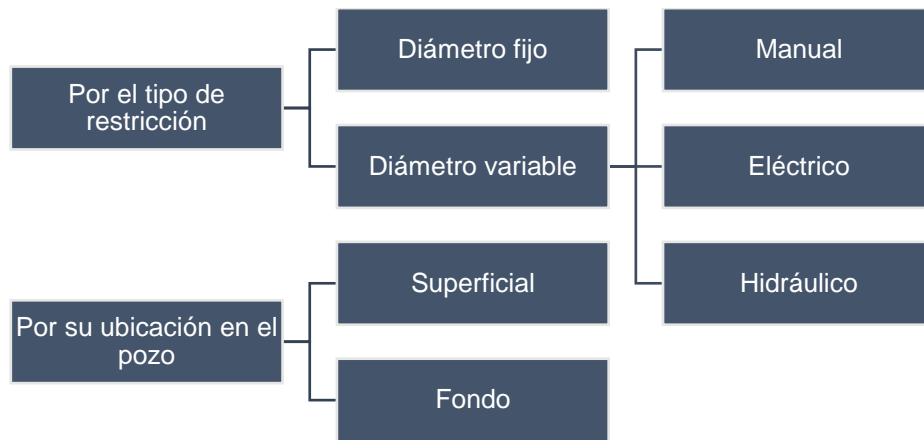 Por el tipo de
restricción
Diámetro fijo
Diámetro variable
Manual
Eléctrico
Hidráulico
Por su ubicación en el
pozo
Superficial
Fondo